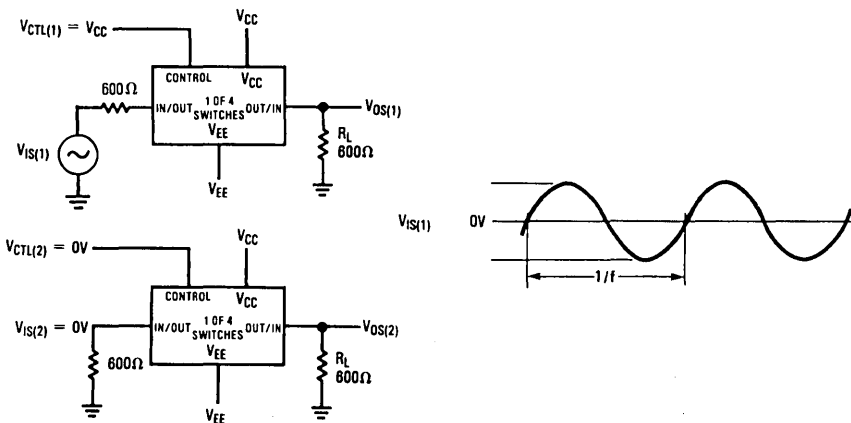 V_CTL(1) = V_CC
V_CC
CONTROL V_CC
600Ω
IN/OUT 1 OF 4 SWITCHES OUT/IN
V_OS(1)
V_EE
V_IS(1)
R_L
600Ω
V_EE
V_CTL(2) = 0V
V_CC
CONTROL V_CC
V_IS(2) = 0V
IN/OUT 1 OF 4 SWITCHES OUT/IN
V_OS(2)
V_EE
600Ω
R_L
600Ω
V_EE
V_IS(1)
0V
1/f